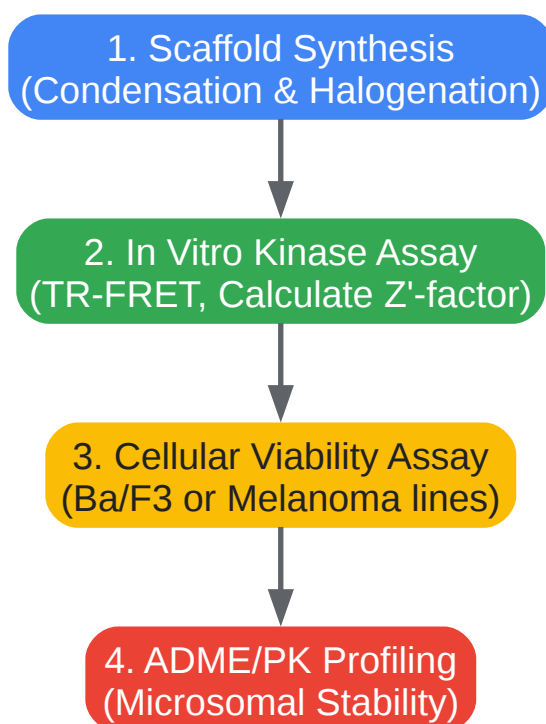 1. Scaffold Synthesis
(Condensation & Halogenation)
2. In Vitro Kinase Assay
(TR-FRET, Calculate Z'-factor)
3. Cellular Viability Assay
(Ba/F3 or Melanoma lines)
4. ADME/PK Profiling
(Microsomal Stability)